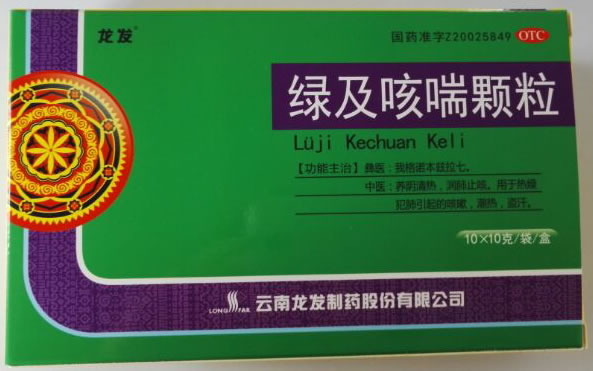 龙发
国药准字Z20025849 OTC
绿及咳喘颗粒
Lǜji Kechuan Keli
【功能主治】彝医：我格诺本兹拉七。
中医：养阴清热，润肺止咳。用于热燥
犯肺引起的咳嗽，潮热，盗汗。
10×10克/袋/盒
LONG FAR 云南龙发制药股份有限公司